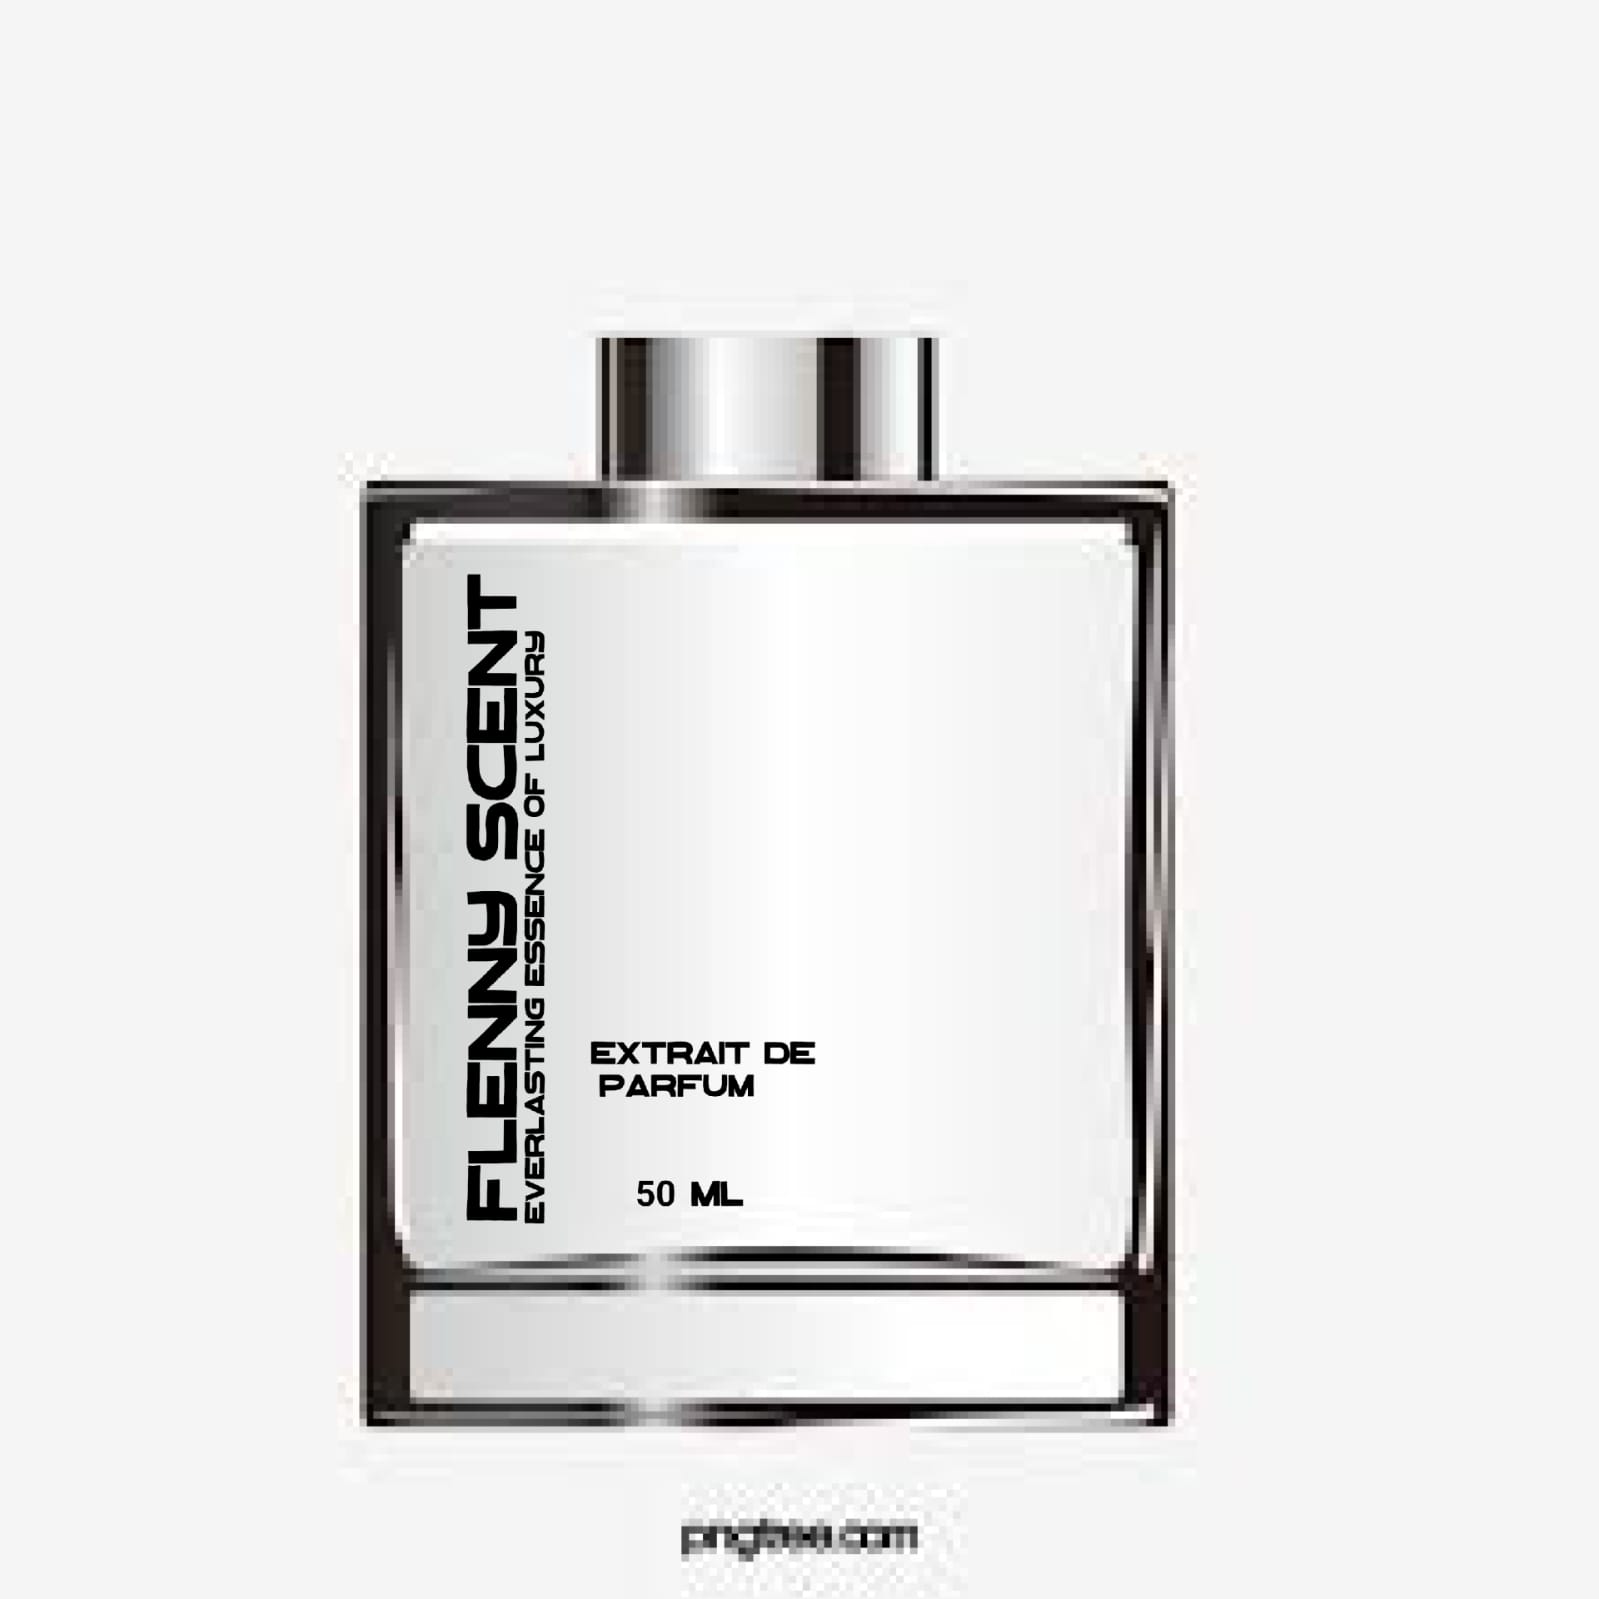 FLENNY SCENT
EVERLASTING ESSENCE OF LUXURY
EXTRAIT DE
PARFUM
50 ML
pngtree.com